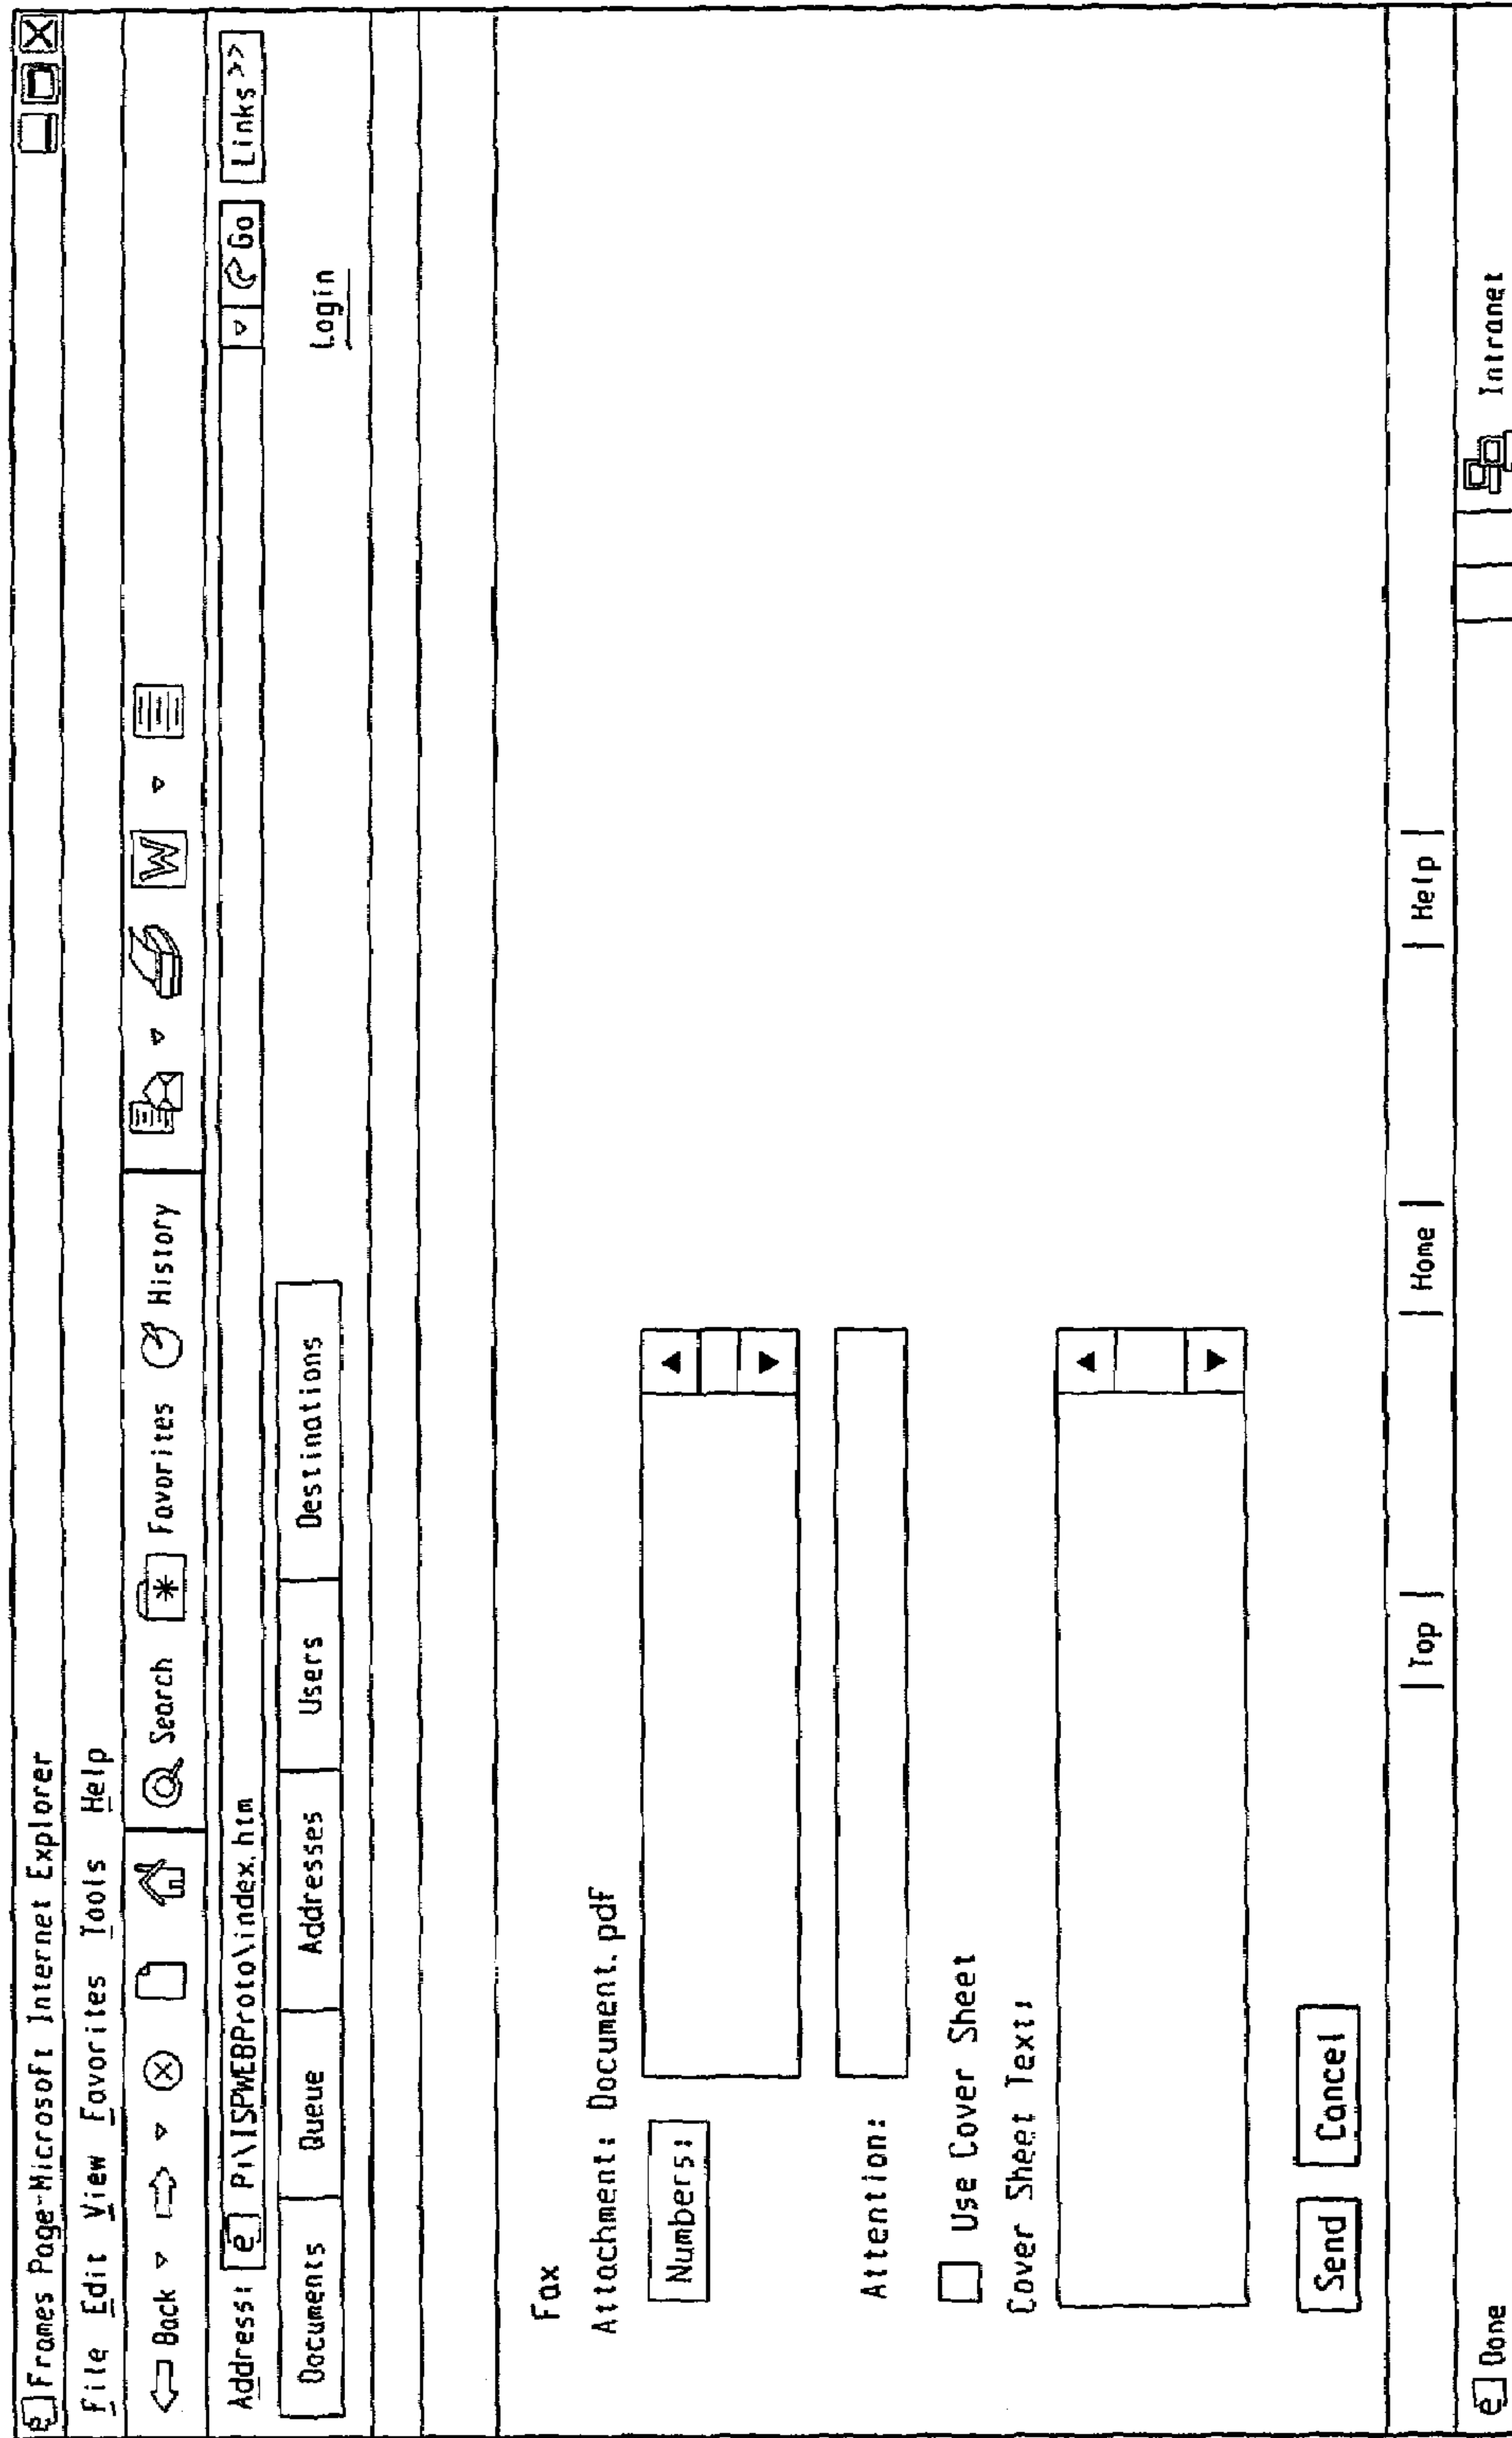 Frames Page-Microsoft Internet Explorer
File Edit View Favorites Tools Help
Back Search Favorites History W
Address: P:\ISPWEBProto\index.htm Go Links >>
Documents Queue Addresses Users Destinations Login
Fax
Attachment: Document.pdf
Numbers:
Attention:
Use Cover Sheet
Cover Sheet Text:
Send Cancel
| Top | | Home | | Help |
Done Intranet